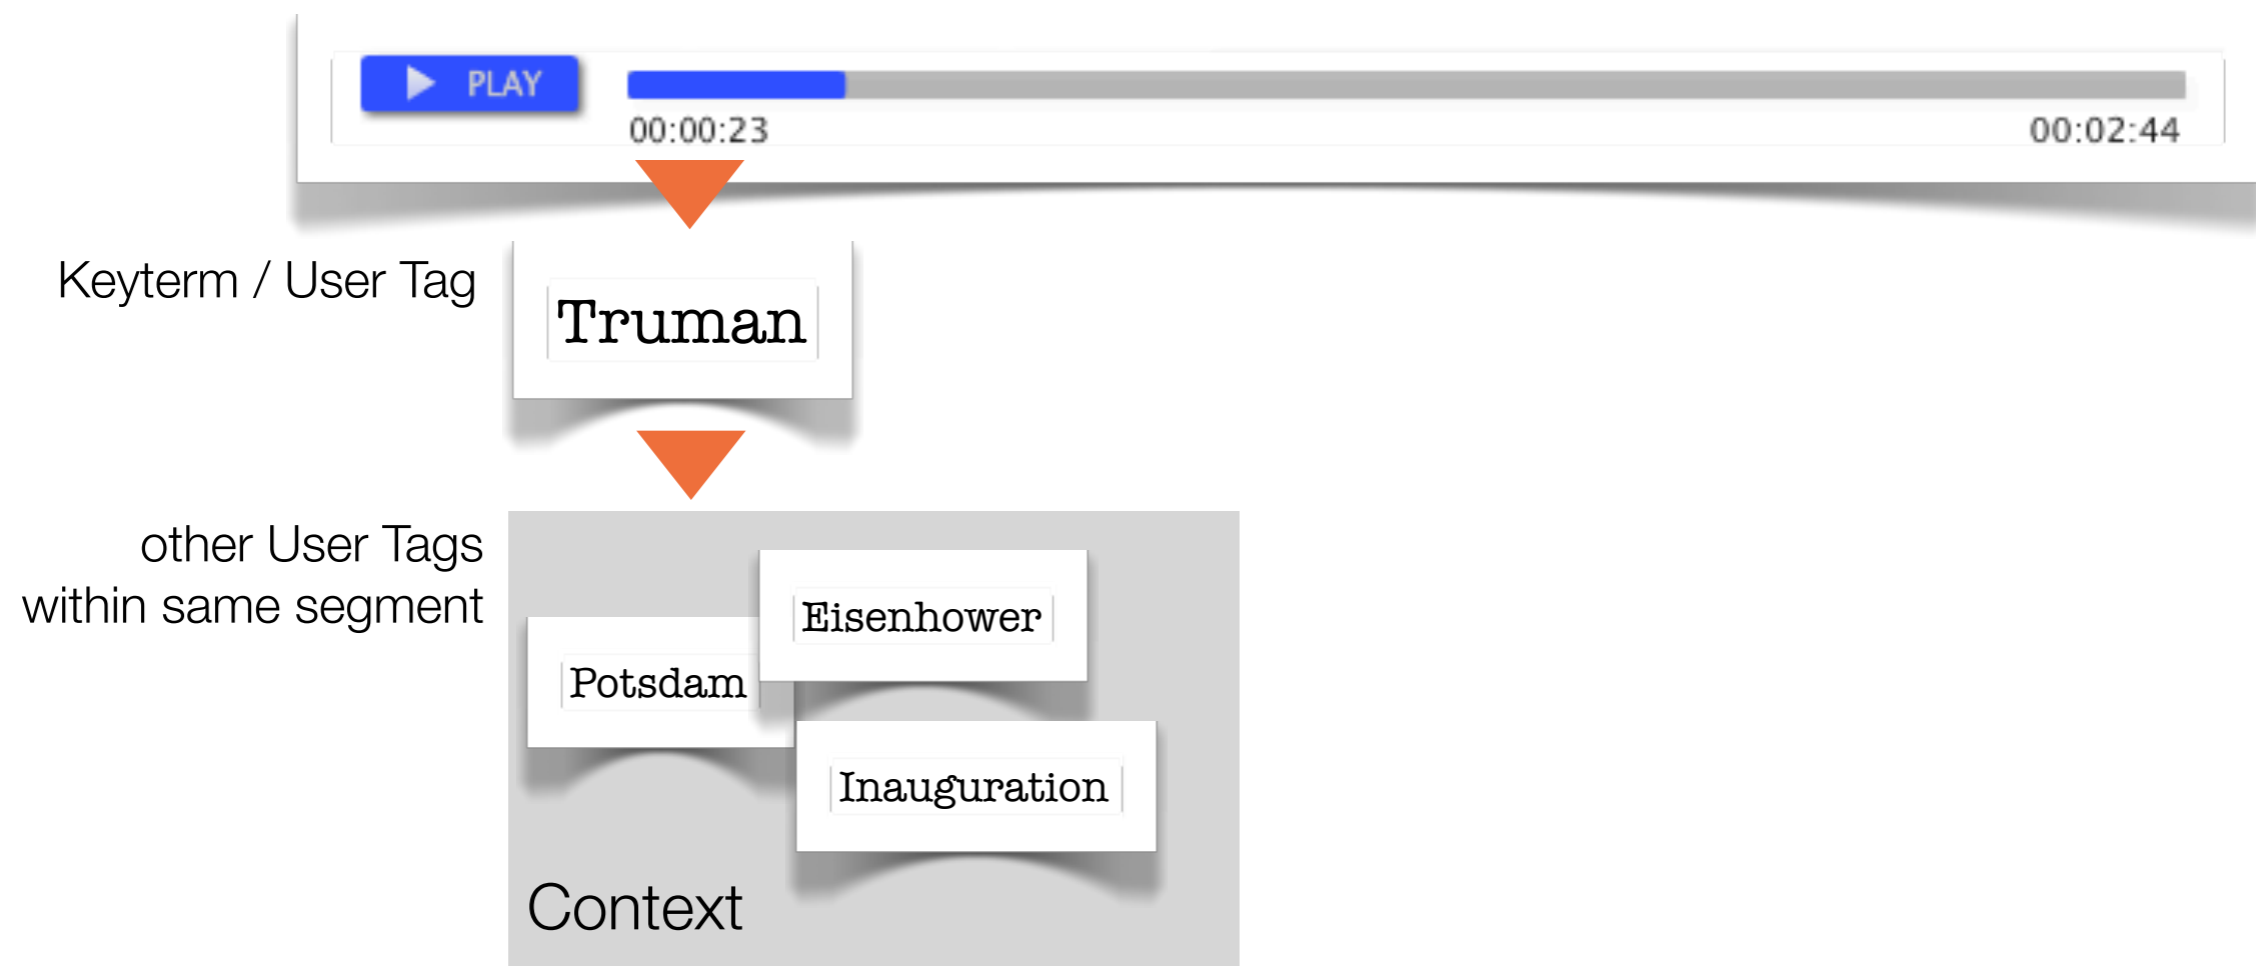 PLAY
00:00:23
00:02:44
Keyterm / User Tag
Truman
other User Tags
within same segment
Eisenhower
Potsdam
Inauguration
Context